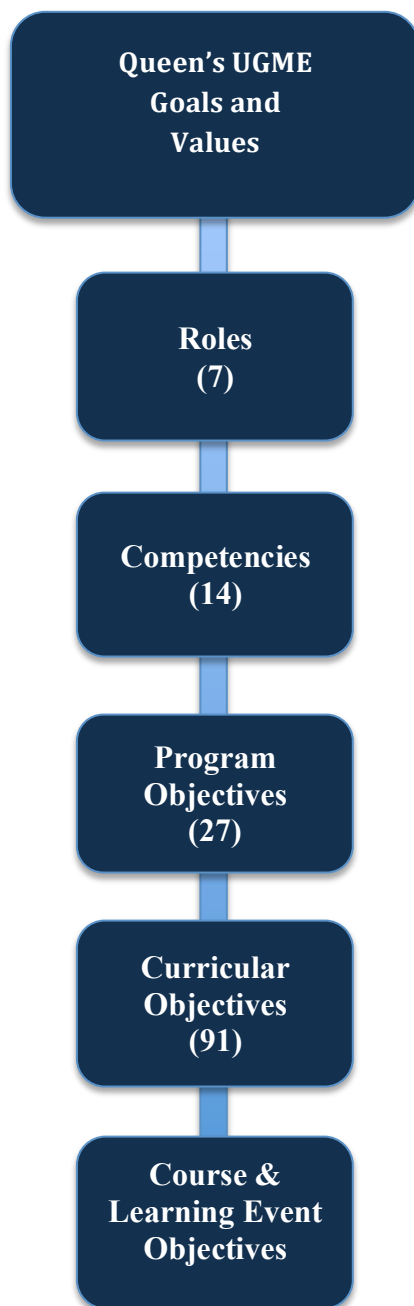 Queen’s UGME
Goals and
Values
Roles
(7)
Competencies
(14)
Program
Objectives
(27)
Curricular
Objectives
(91)
Course &
Learning Event
Objectives